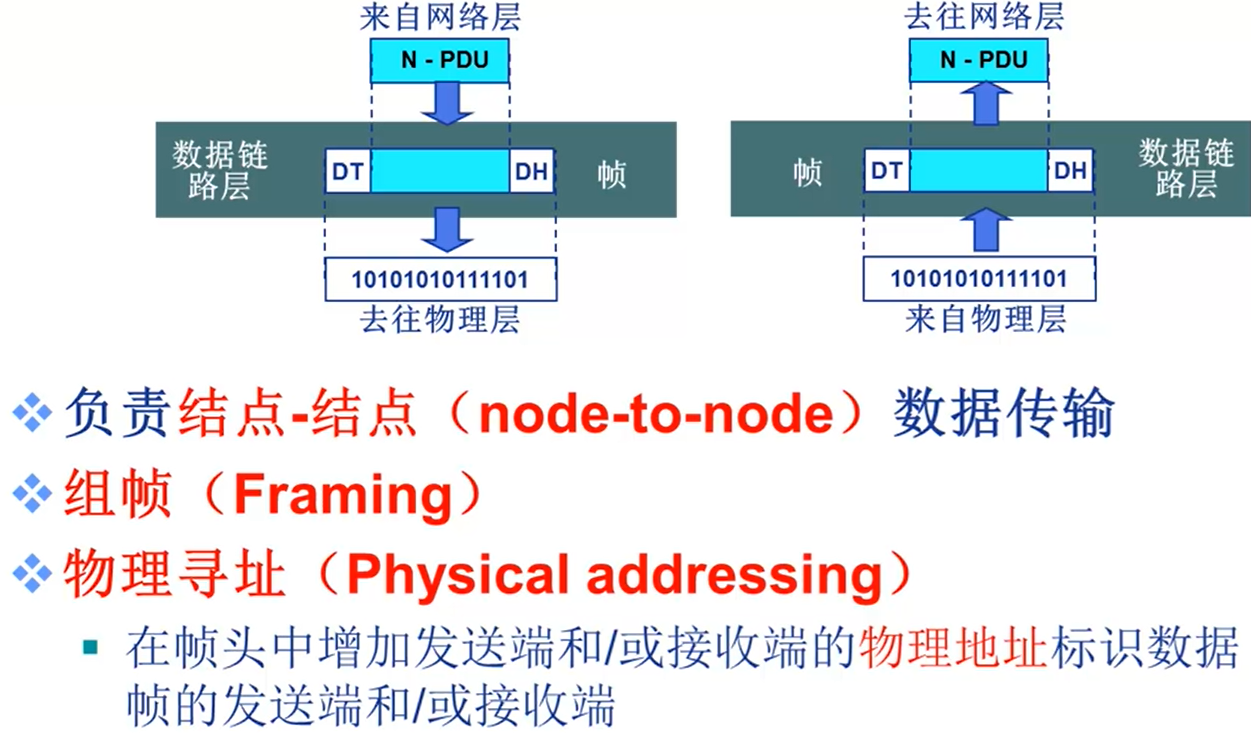 来自网络层
N - PDU
数据链
路层
DT
DH
帧
10101010111101
去往物理层
去往网络层
N - PDU
帧
DT
DH
数据链
路层
10101010111101
来自物理层
负责结点-结点（node-to-node）数据传输
组帧（Framing）
物理寻址（Physical addressing）
在帧头中增加发送端和/或接收端的物理地址标识数据
帧的发送端和/或接收端